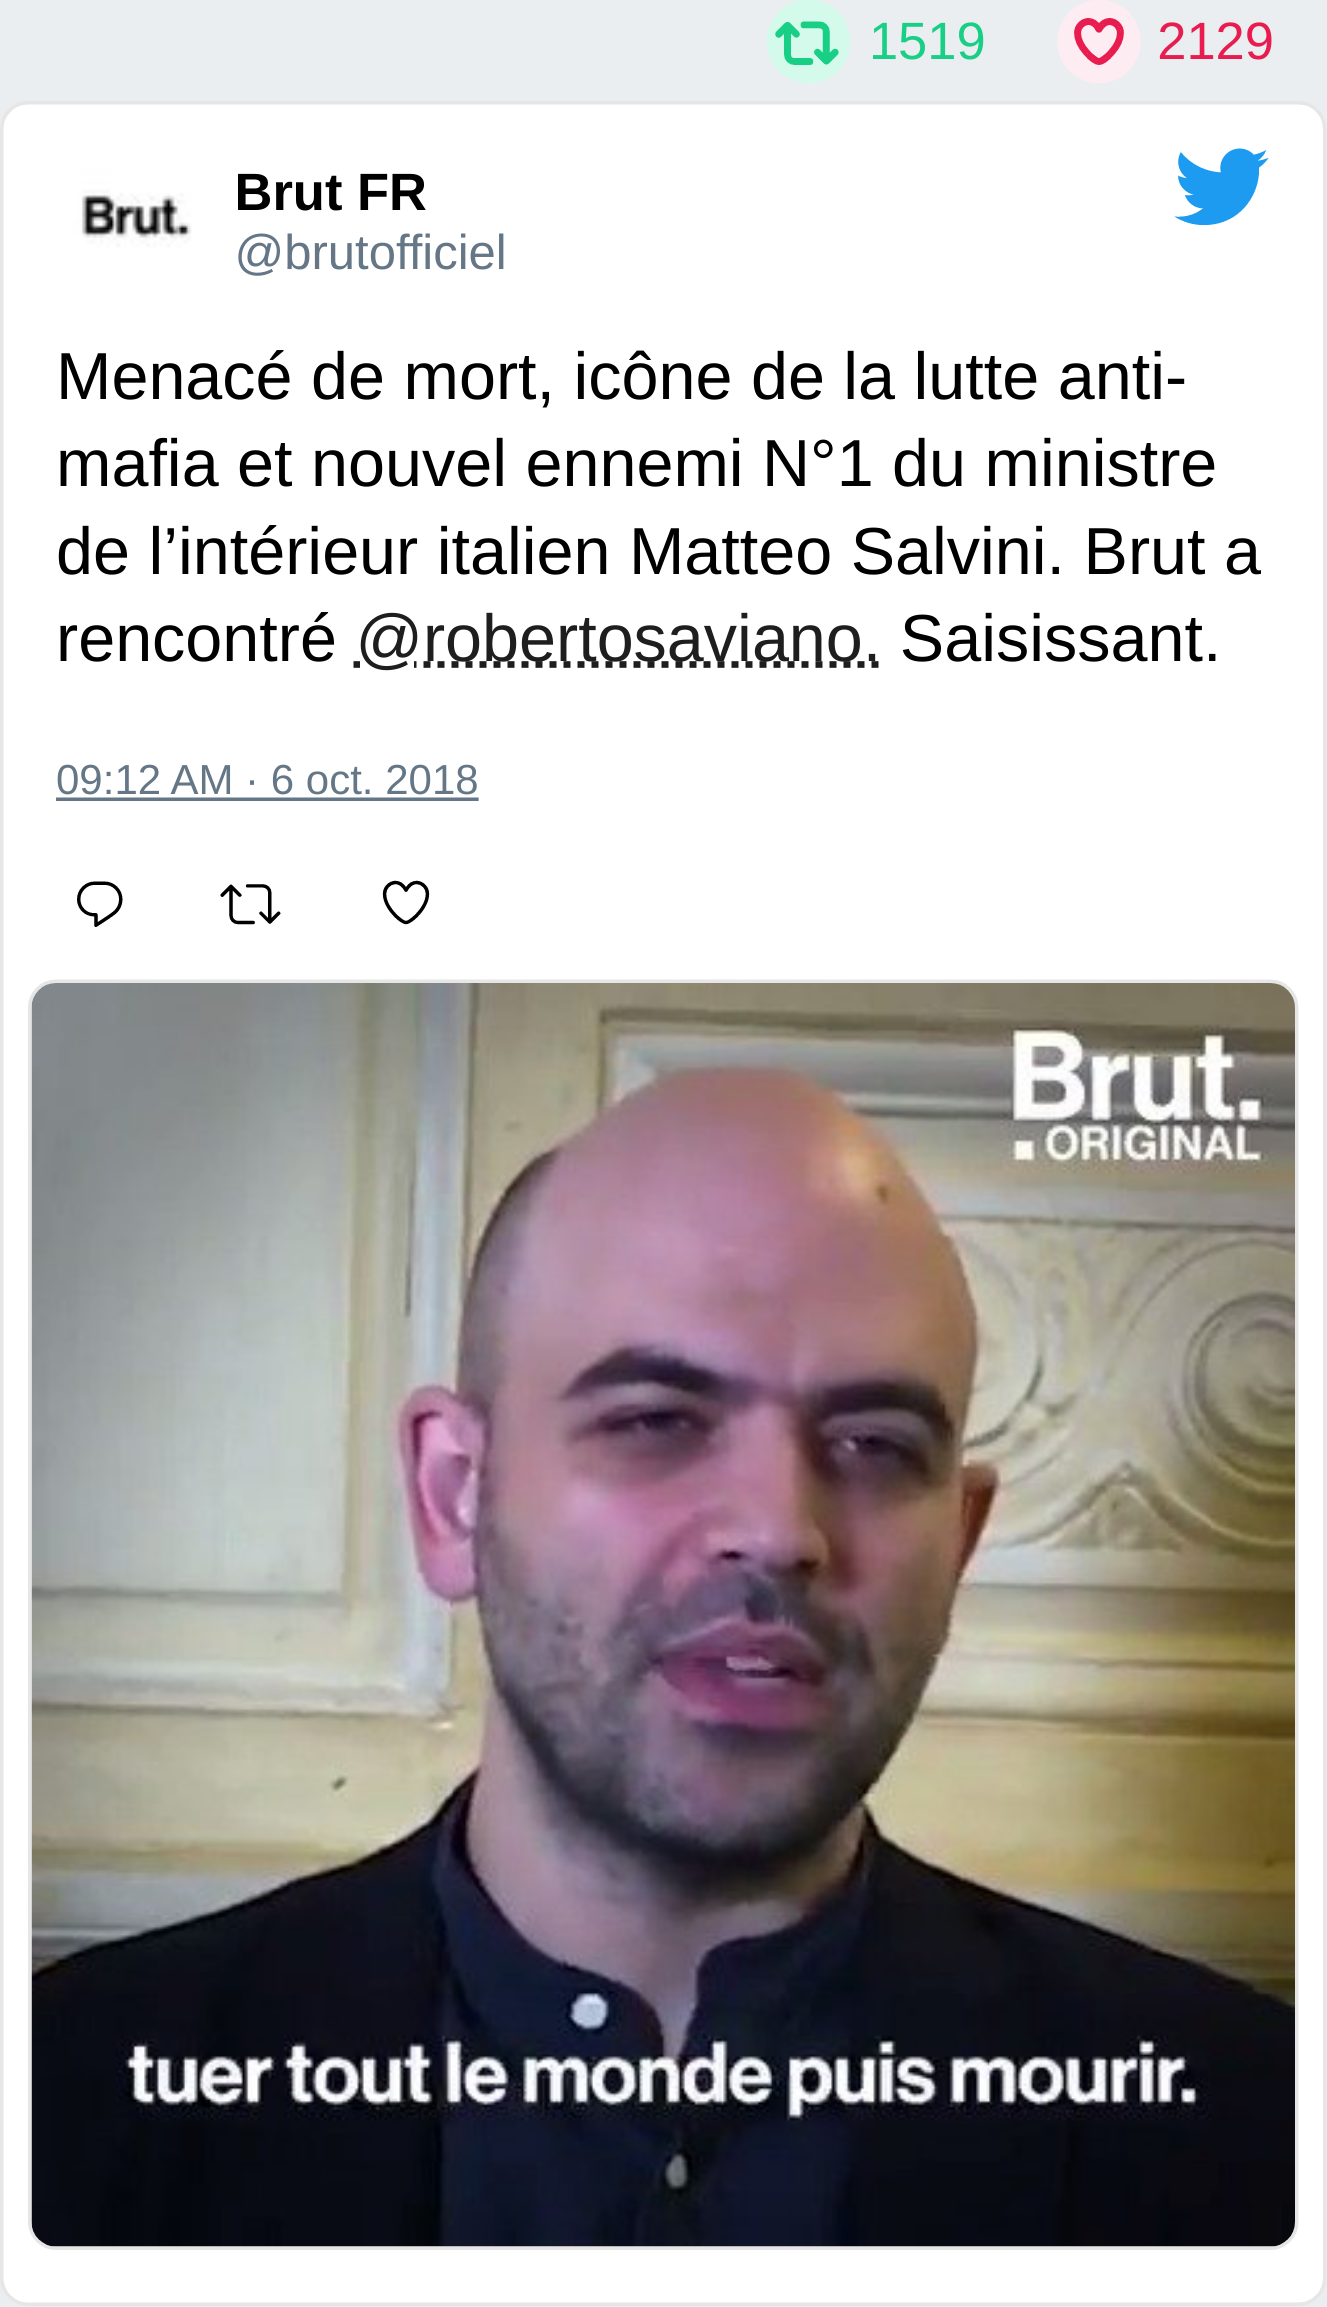 1519 2129
Brut.
Brut FR
@brutofficiel
Menacé de mort, icône de la lutte anti-
mafia et nouvel ennemi N°1 du ministre
de l’intérieur italien Matteo Salvini. Brut a
rencontré @robertosaviano. Saisissant.
09:12 AM · 6 oct. 2018
Brut.
ORIGINAL
tuer tout le monde puis mourir.